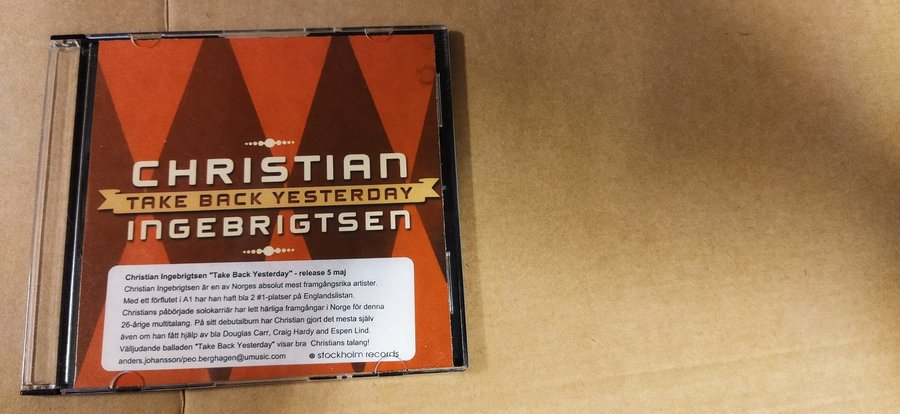 CHRISTIAN
TAKE BACK YESTERDAY
INGEBRIGTSEN
Christian Ingebrigtsen "Take Back Yesterday" - release 5 maj
Christian Ingebrigtsen är en av Norges absolut mest framgångsrika artister.
Med ett förflutet i A1 har han haft bla 2 #1-platser på Englandslistan.
Christians påbörjade solokarriär har lett härliga framgångar i Norge för denna
26-årige multitalang. På sitt debutalbum har Christian gjort det mesta själv
även om han fått hjälp av bla Douglas Carr, Craig Hardy and Espen Lind.
Välljudande balladen "Take Back Yesterday" visar bra Christians talang!
anders.johansson/peo.berghagen@umusic.com
stockholm records